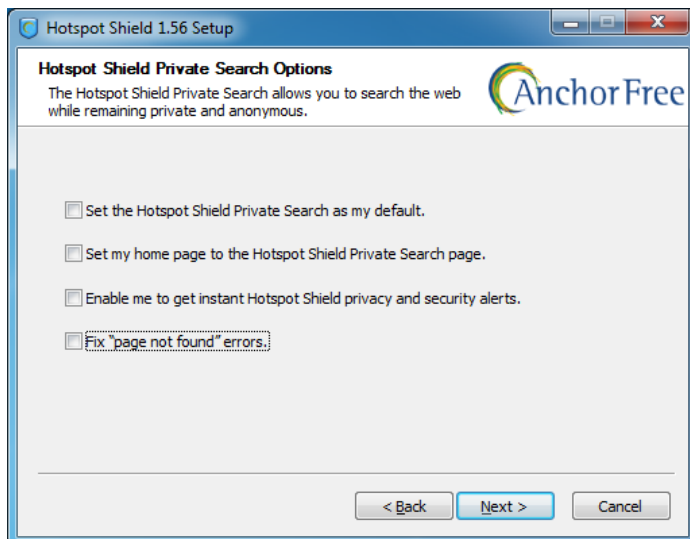 Hotspot Shield 1.56 Setup
Hotspot Shield Private Search Options
The Hotspot Shield Private Search allows you to search the web
while remaining private and anonymous.
AnchorFree
Set the Hotspot Shield Private Search as my default.
Set my home page to the Hotspot Shield Private Search page.
Enable me to get instant Hotspot Shield privacy and security alerts.
Fix “page not found” errors.
< Back
Next >
Cancel